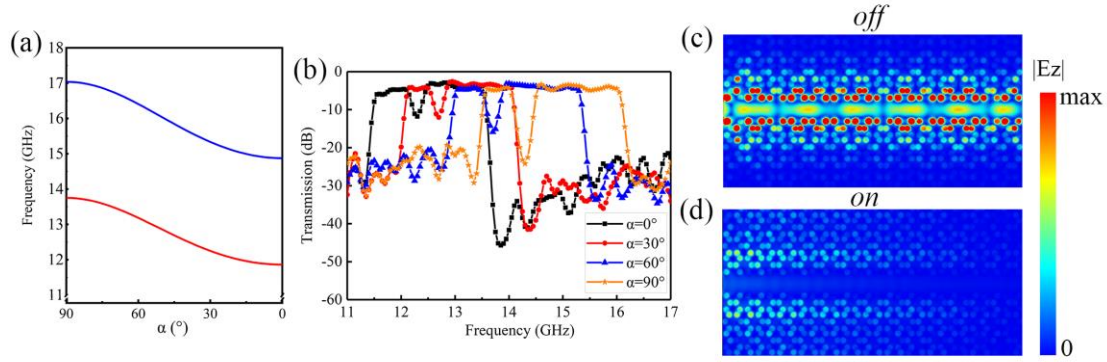 (a)
18
17
16
15
14
13
12
11
Frequency (GHz)
90 60 30 0
α (°)
(b)
0
-10
-20
-30
-40
-50
-60
Transmission (dB)
α=0°
α=30°
α=60°
α=90°
11 12 13 14 15 16 17
Frequency (GHz)
off
(c)
on
(d)
|Ez|
max
0